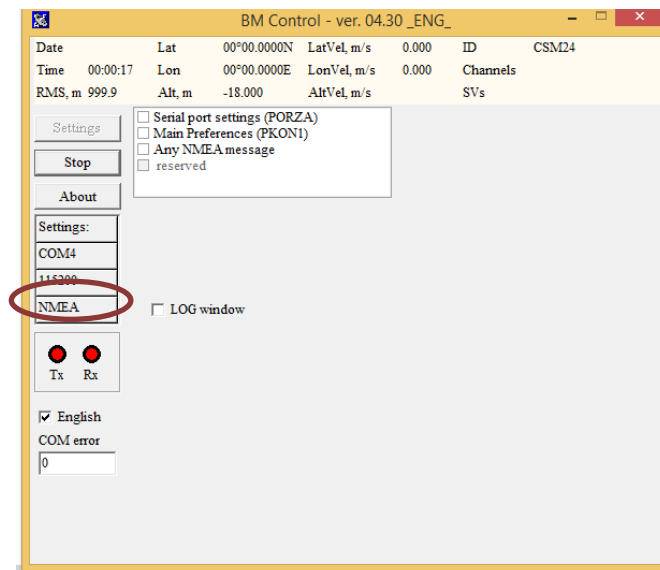 BM Control - ver. 04.30 _ENG_
Date Lat 00°00.0000N LatVel, m/s 0.000 ID CSM24
Time 00:00:17 Lon 00°00.0000E LonVel, m/s 0.000 Channels
RMS, m 999.9 Alt, m -18.000 AltVel, m/s SVs
Settings
Stop
About
Serial port settings (PORZA)
Main Preferences (PKON1)
Any NMEA message
reserved
Settings:
COM4
115200
NMEA
LOG window
Tx Rx
English
COM error
0